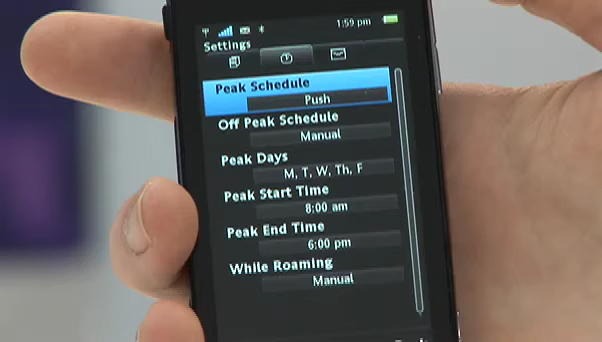 1:59 pm
Settings
Peak Schedule
Push
Off Peak Schedule
Manual
Peak Days
M, T, W, Th, F
Peak Start Time
8:00 am
Peak End Time
6:00 pm
While Roaming
Manual